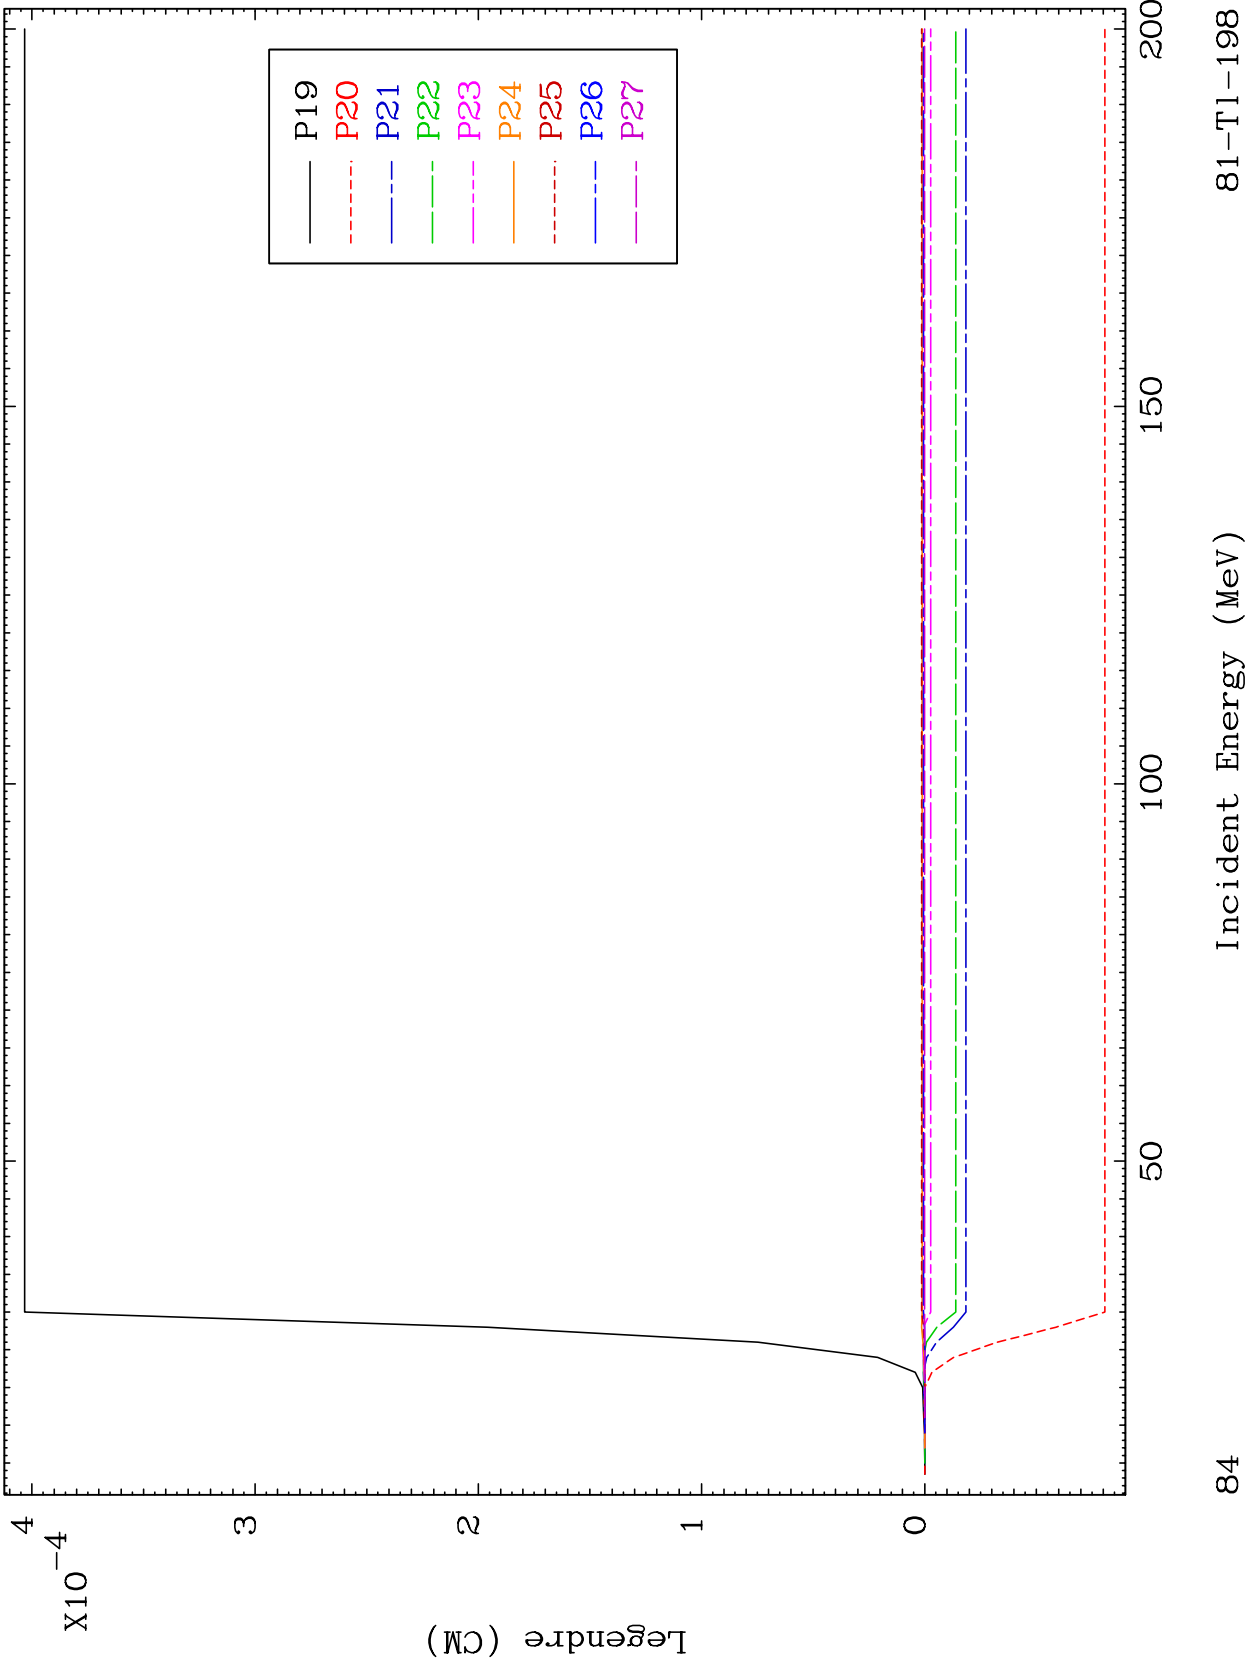 X10-4
4
3
2
1
0
Legendre (CM)
P19
P20
P21
P22
P23
P24
P25
P26
P27
50
100
150
200
84
Incident Energy (MeV)
81-Tl-198